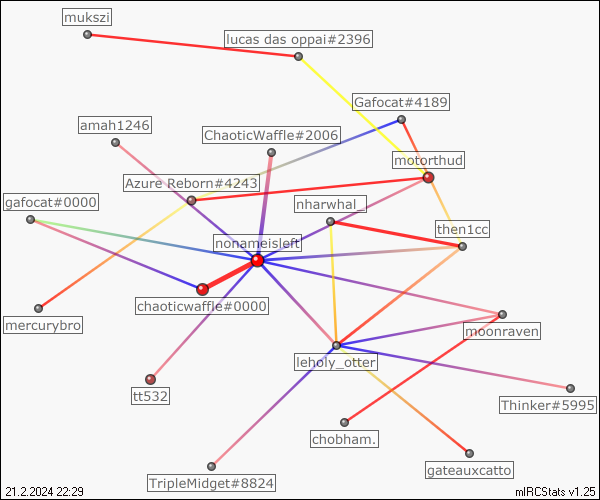 mukszi
lucas das oppai#2396
Gafocat#4189
amah1246
ChaoticWaffle#2006
motorthud
Azure Reborn#4243
gafocat#0000
nharwhal_
then1cc
nonameisleft
chaoticwaffle#0000
mercurybro
moonraven
leholy_otter
tt532
Thinker#5995
chobham.
gateauxcatto
TripleMidget#8824
21.2.2024 22:29
mIRCStats v1.25